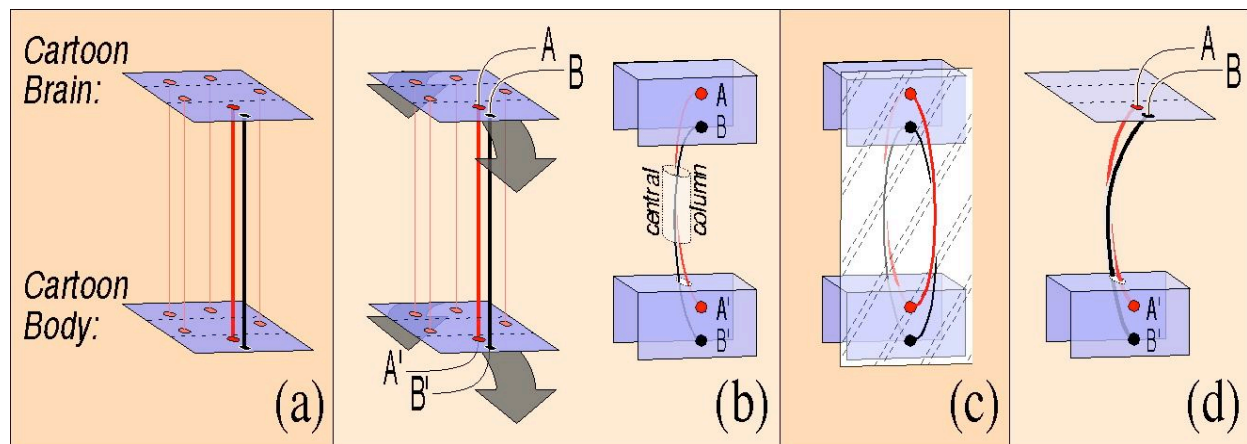 Cartoon
Brain:
Cartoon
Body:
(a)
A
B
A'
B'
A
B
central
column
A'
B'
(b)
(c)
A
B
A'
B'
(d)